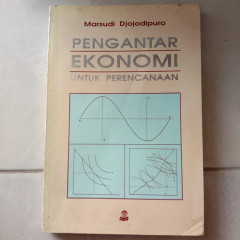 Marsudi Djojodipuro
PENGANTAR
EKONOMI
UNTUK PERENCANAAN